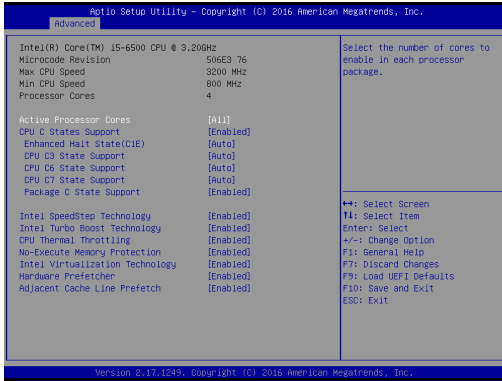 Aptio Setup Utility – Copyright (C) 2016 American Megatrends, Inc.
Advanced
Intel(R) Core(TM) i5-6500 CPU @ 3.20GHz
Microcode Revision 506E3 76
Max CPU Speed 3200 MHz
Min CPU Speed 800 MHz
Processor Cores 4
Active Processor Cores [All]
CPU C States Support [Enabled]
Enhanced Halt State(C1E) [Auto]
CPU C3 State Support [Auto]
CPU C6 State Support [Auto]
CPU C7 State Support [Auto]
Package C State Support [Enabled]
Intel SpeedStep Technology [Enabled]
Intel Turbo Boost Technology [Enabled]
CPU Thermal Throttling [Enabled]
No-Execute Memory Protection [Enabled]
Intel Virtualization Technology [Enabled]
Hardware Prefetcher [Enabled]
Adjacent Cache Line Prefetch [Enabled]
Select the number of cores to
enable in each processor
package.
↔: Select Screen
↑↓: Select Item
Enter: Select
+/-: Change Option
F1: General Help
F7: Discard Changes
F9: Load UEFI Defaults
F10: Save and Exit
ESC: Exit
Version 2.17.1249. Copyright (C) 2016 American Megatrends, Inc.